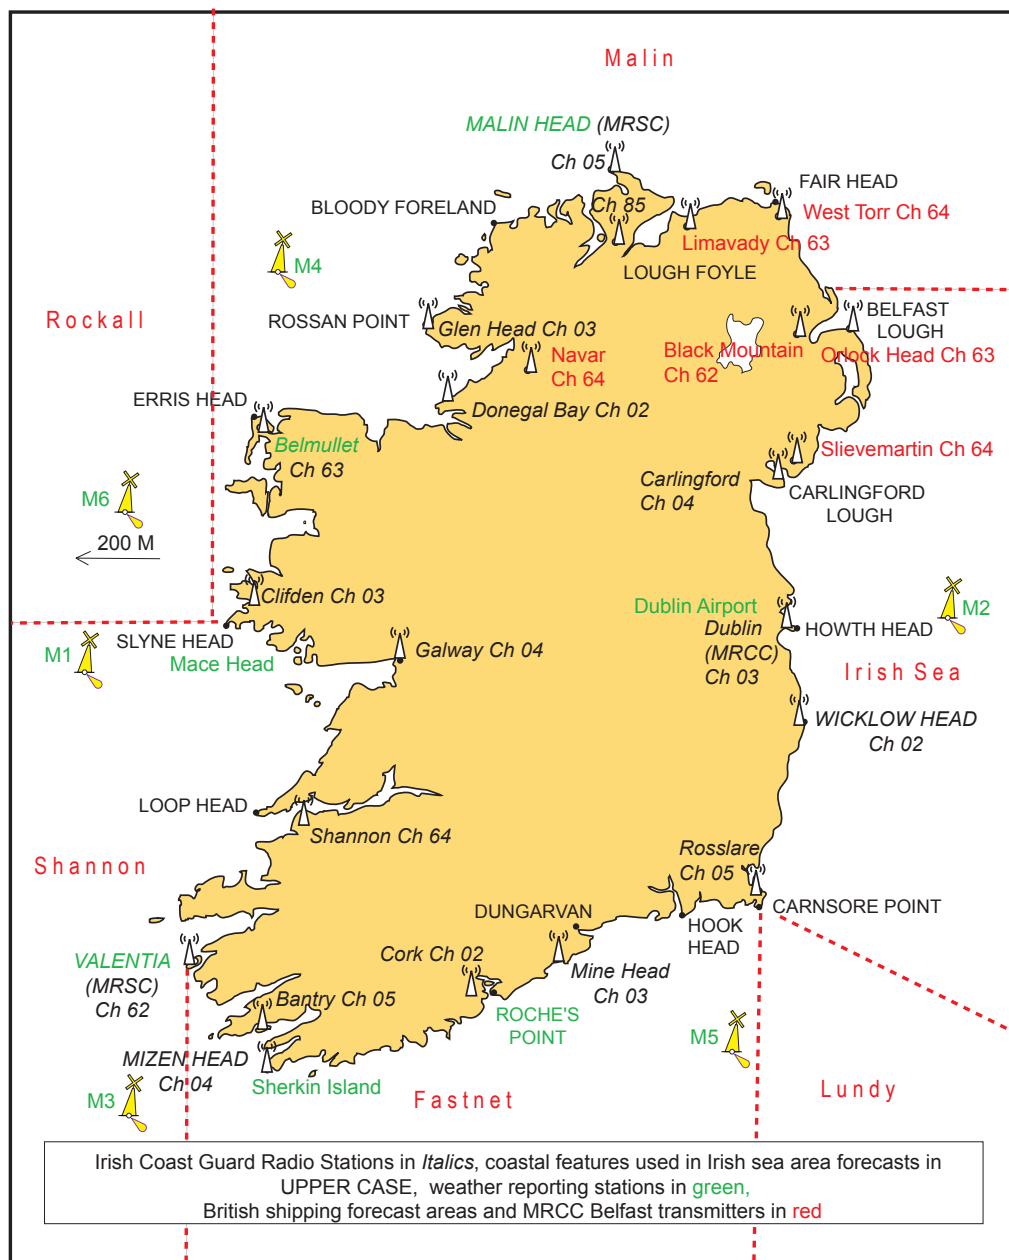 Malin
MALIN HEAD (MRSC)
Ch 05
FAIR HEAD
Ch 85
West Torr Ch 64
BLOODY FORELAND
Limavady Ch 63
M4
LOUGH FOYLE
Rockall
ROSSAN POINT
Glen Head Ch 03
BELFAST
LOUGH
Navar
Ch 64
Black Mountain
Ch 62
Orlock Head Ch 63
ERRIS HEAD
Donegal Bay Ch 02
Belmullet
Ch 63
Slievemartin Ch 64
Carlingford
Ch 04
CARLINGFORD
LOUGH
M6
200 M
Clifden Ch 03
Dublin Airport
M2
SLYNE HEAD
Dublin
(MRCC)
Ch 03
HOWTH HEAD
M1
Mace Head
Galway Ch 04
Irish Sea
WICKLOW HEAD
Ch 02
LOOP HEAD
Shannon Ch 64
Rosslare
Ch 05
Shannon
CARNSORE POINT
DUNGARVAN
HOOK
HEAD
VALENTIA
(MRSC)
Ch 62
Cork Ch 02
Mine Head
Ch 03
Bantry Ch 05
ROCHE'S
POINT
M5
MIZEN HEAD
Ch 04
Sherkin Island
Lundy
M3
Fastnet
Irish Coast Guard Radio Stations in Italics, coastal features used in Irish sea area forecasts in
UPPER CASE, weather reporting stations in green,
British shipping forecast areas and MRCC Belfast transmitters in red